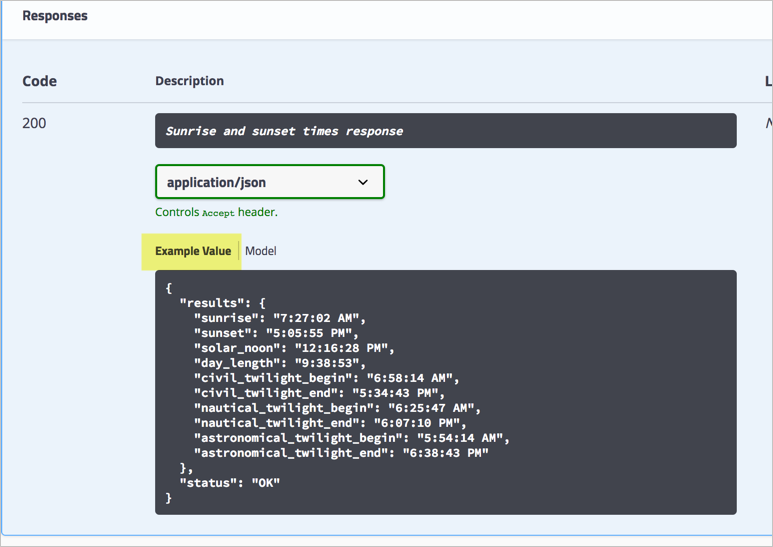 Responses
Code Description L
200 Sunrise and sunset times response N
application/json
Controls Accept header.
Example Value Model
{
"results": {
"sunrise": "7:27:02 AM",
"sunset": "5:05:55 PM",
"solar_noon": "12:16:28 PM",
"day_length": "9:38:53",
"civil_twilight_begin": "6:58:14 AM",
"civil_twilight_end": "5:34:43 PM",
"nautical_twilight_begin": "6:25:47 AM",
"nautical_twilight_end": "6:07:10 PM",
"astronomical_twilight_begin": "5:54:14 AM",
"astronomical_twilight_end": "6:38:43 PM"
},
"status": "OK"
}